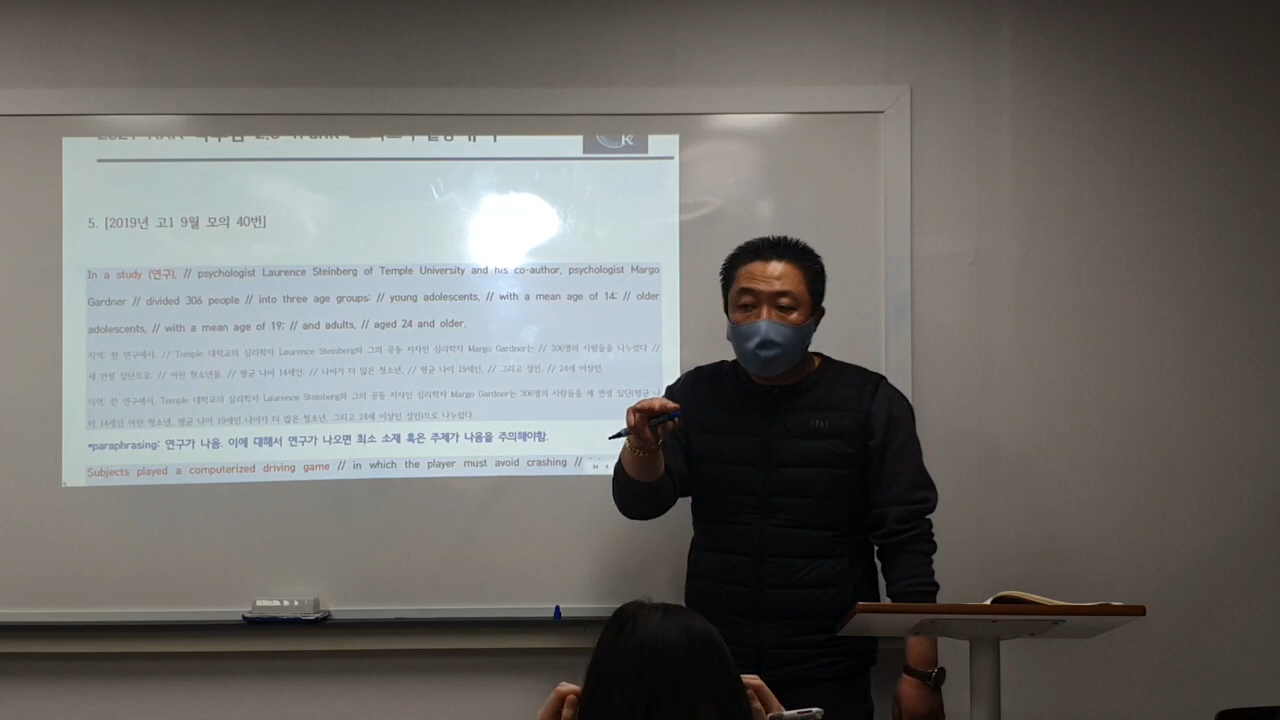 5. [2019년 고1 9월 모의 40번]
In a study (연구), // psychologist Laurence Steinberg of Temple University and his co-author, psychologist Margo
Gardner // divided 306 people // into three age groups: // young adolescents, // with a mean age of 14; // older
adolescents, // with a mean age of 19; // and adults, // aged 24 and older.
직역: 한 연구에서, // Temple 대학교의 심리학자 Laurence Steinberg와 그의 공동 저자인 심리학자 Margo Gardner는 // 306명의 사람들을 나누었다 //
세 연령 집단으로: // 어린 청소년들, // 평균 나이 14세인; // 나이가 더 많은 청소년, // 평균 나이 19세인; // 그리고 성인, // 24세 이상인
의역: 한 연구에서, Temple 대학교의 심리학자 Laurence Steinberg와 그의 공동 저자인 심리학자 Margo Gardner는 306명의 사람들을 세 연령 집단(평균 나
이 14세인 어린 청소년, 평균 나이 19세인 나이가 더 많은 청소년, 그리고 24세 이상인 성인)으로 나누었다.
*paraphrasing: 연구가 나옴. 이에 대해서 연구가 나오면 최소 소재 혹은 주제가 나옴을 주의해야함.
Subjects played a computerized driving game // in which the player must avoid crashing //